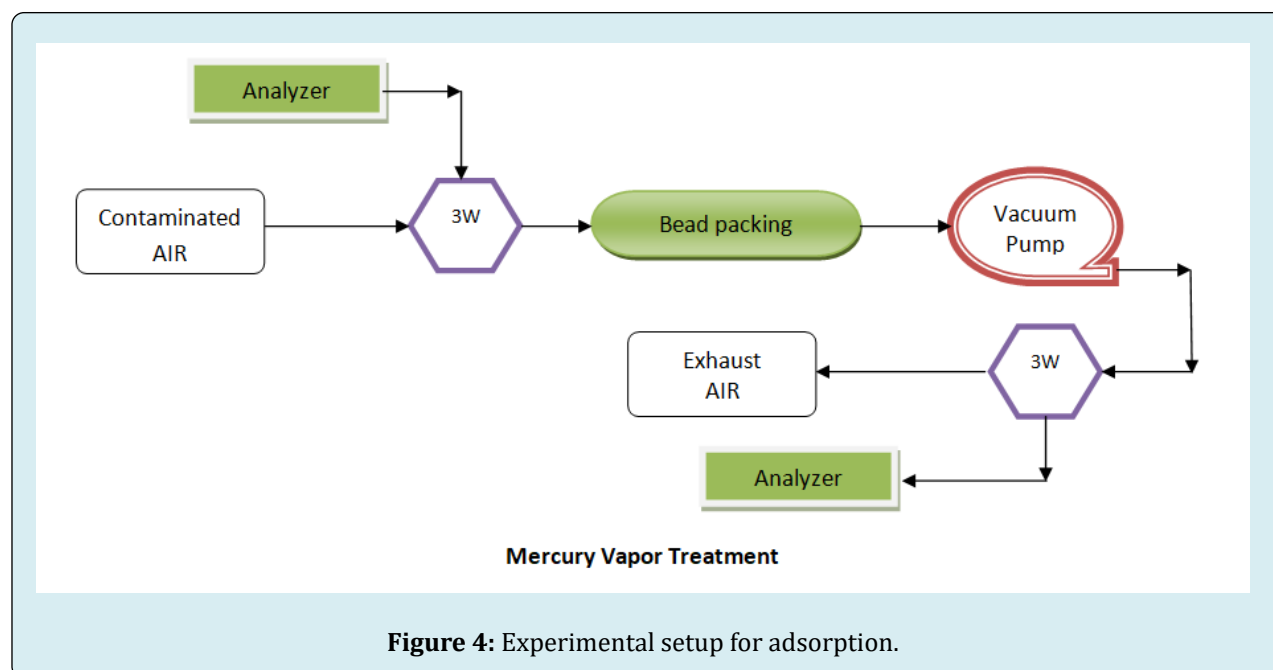 Analyzer
Contaminated
AIR
3W
Bead packing
Vacuum
Pump
Exhaust
AIR
3W
Analyzer
Mercury Vapor Treatment
Figure 4: Experimental setup for adsorption.